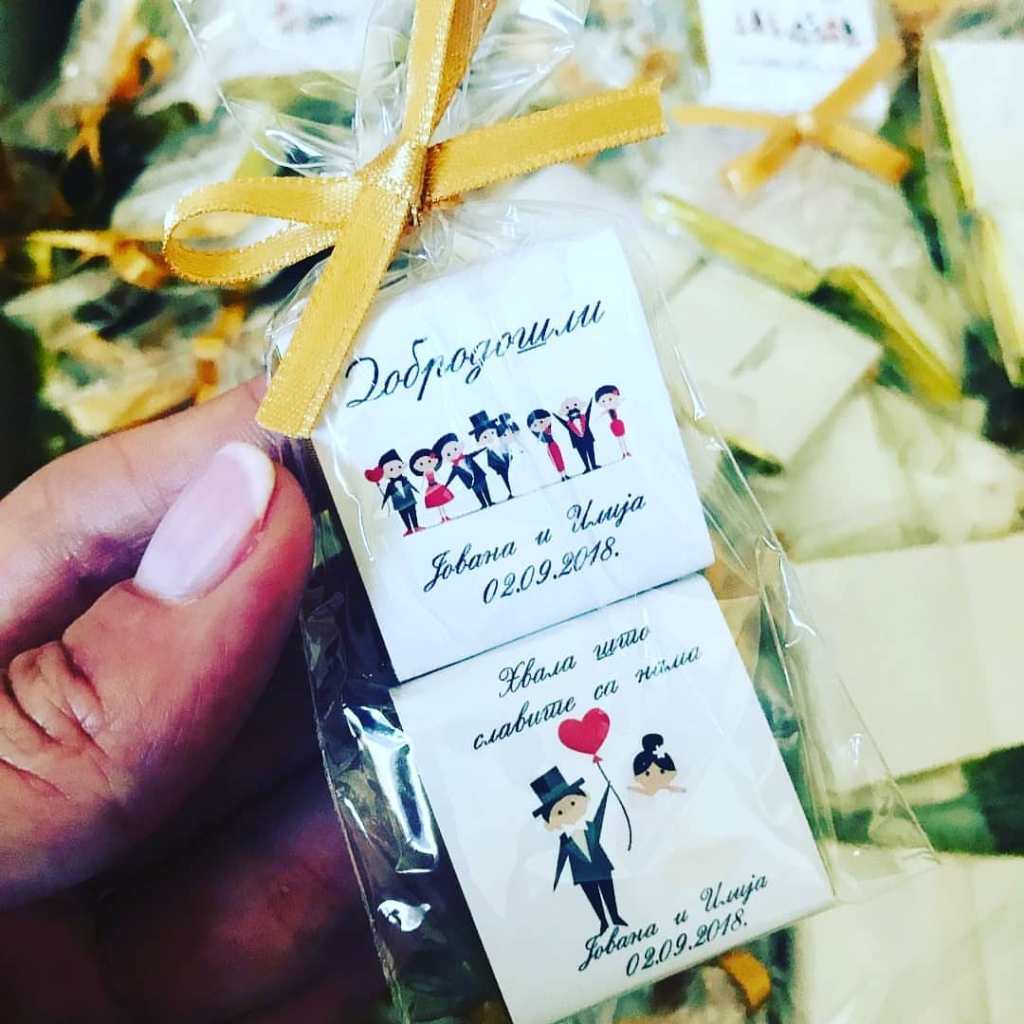 Добродошли
Јована и Илија
02.09.2018.
Хвала што
славите са нама
Јована и Илија
02.09.2018.